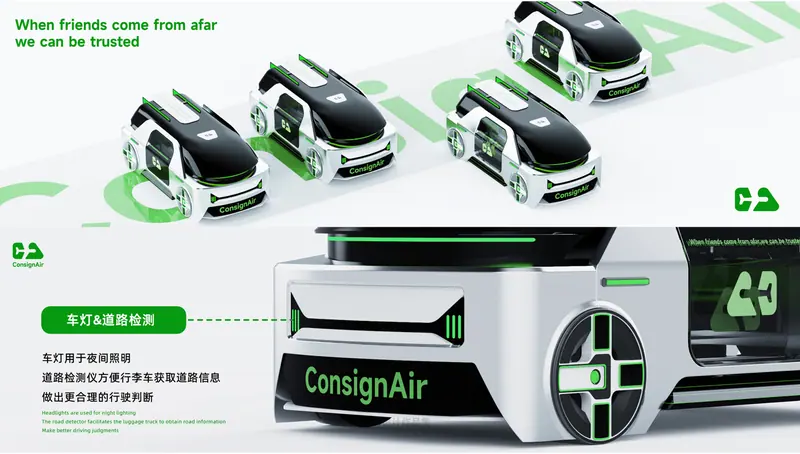 When friends come from afar
we can be trusted
ConsignAir
ConsignAir
ConsignAir
ConsignAir
ConsignAir
ConsignAir
车灯&道路检测
车灯用于夜间照明
道路检测仪方便行李车获取道路信息
做出更合理的行驶判断
Headlights are used for night lighting
The road detector facilitates the luggage truck to obtain road information
Make better driving judgments
When friends come from afar,we can be truste
ConsignAir